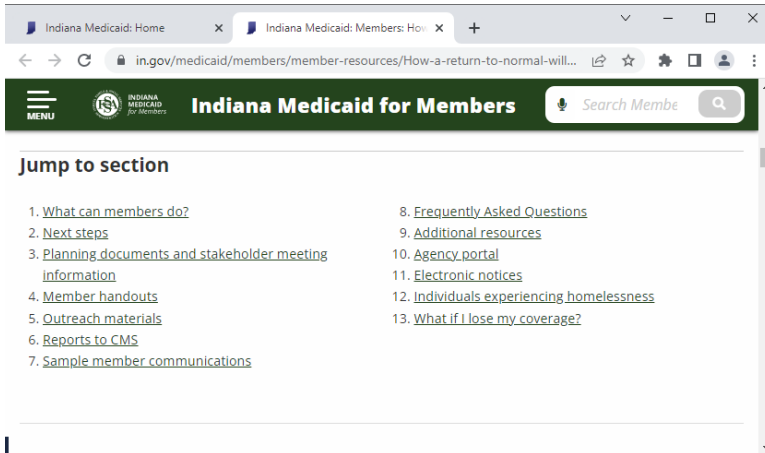 Indiana Medicaid: Home
Indiana Medicaid: Members: How
in.gov/medicaid/members/member-resources/How-a-return-to-normal-will...
MENU
INDIANA
MEDICAID
for Members
Indiana Medicaid for Members
Search Membe
Jump to section
1. What can members do?
2. Next steps
3. Planning documents and stakeholder meeting
information
4. Member handouts
5. Outreach materials
6. Reports to CMS
7. Sample member communications
8. Frequently Asked Questions
9. Additional resources
10. Agency portal
11. Electronic notices
12. Individuals experiencing homelessness
13. What if I lose my coverage?